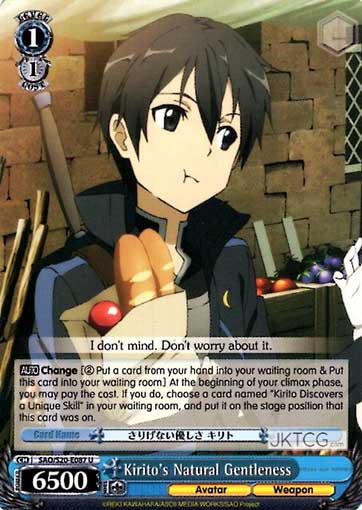 LEVEL
1
1
COST
I don't mind. Don't worry about it.
AUTO Change [② Put a card from your hand into your waiting room & Put
this card into your waiting room] At the beginning of your climax phase,
you may pay the cost. If you do, choose a card named "Kirito Discovers
a Unique Skill" in your waiting room, and put it on the stage position that
this card was on.
Card Name
さりげない優しさ キリト
JKTCG.com
CH
SAO/S20-E087 U
POWER
6500
Kirito's Natural Gentleness
Avatar
Weapon
©REKI KAWAHARA/ASCII MEDIA WORKS/SAO Project